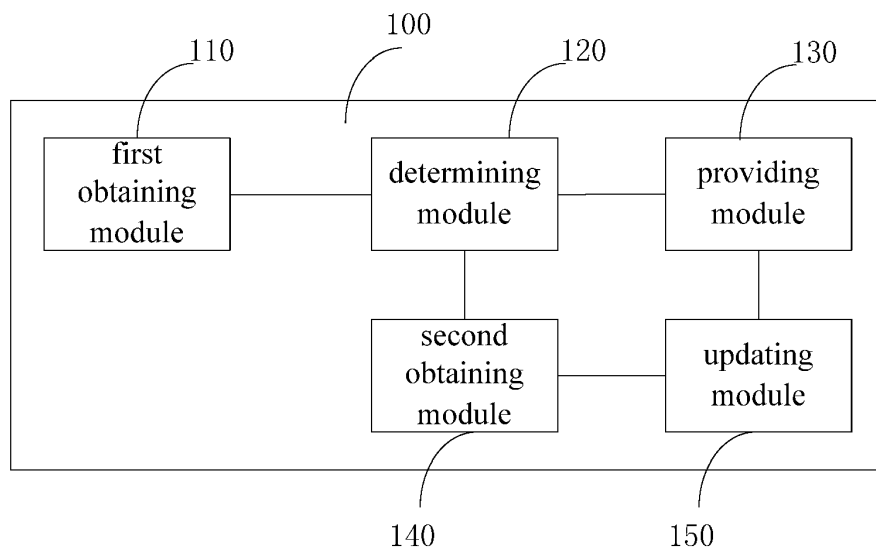 110
100
120
130
first
obtaining
module
determining
module
providing
module
second
obtaining
module
updating
module
140
150